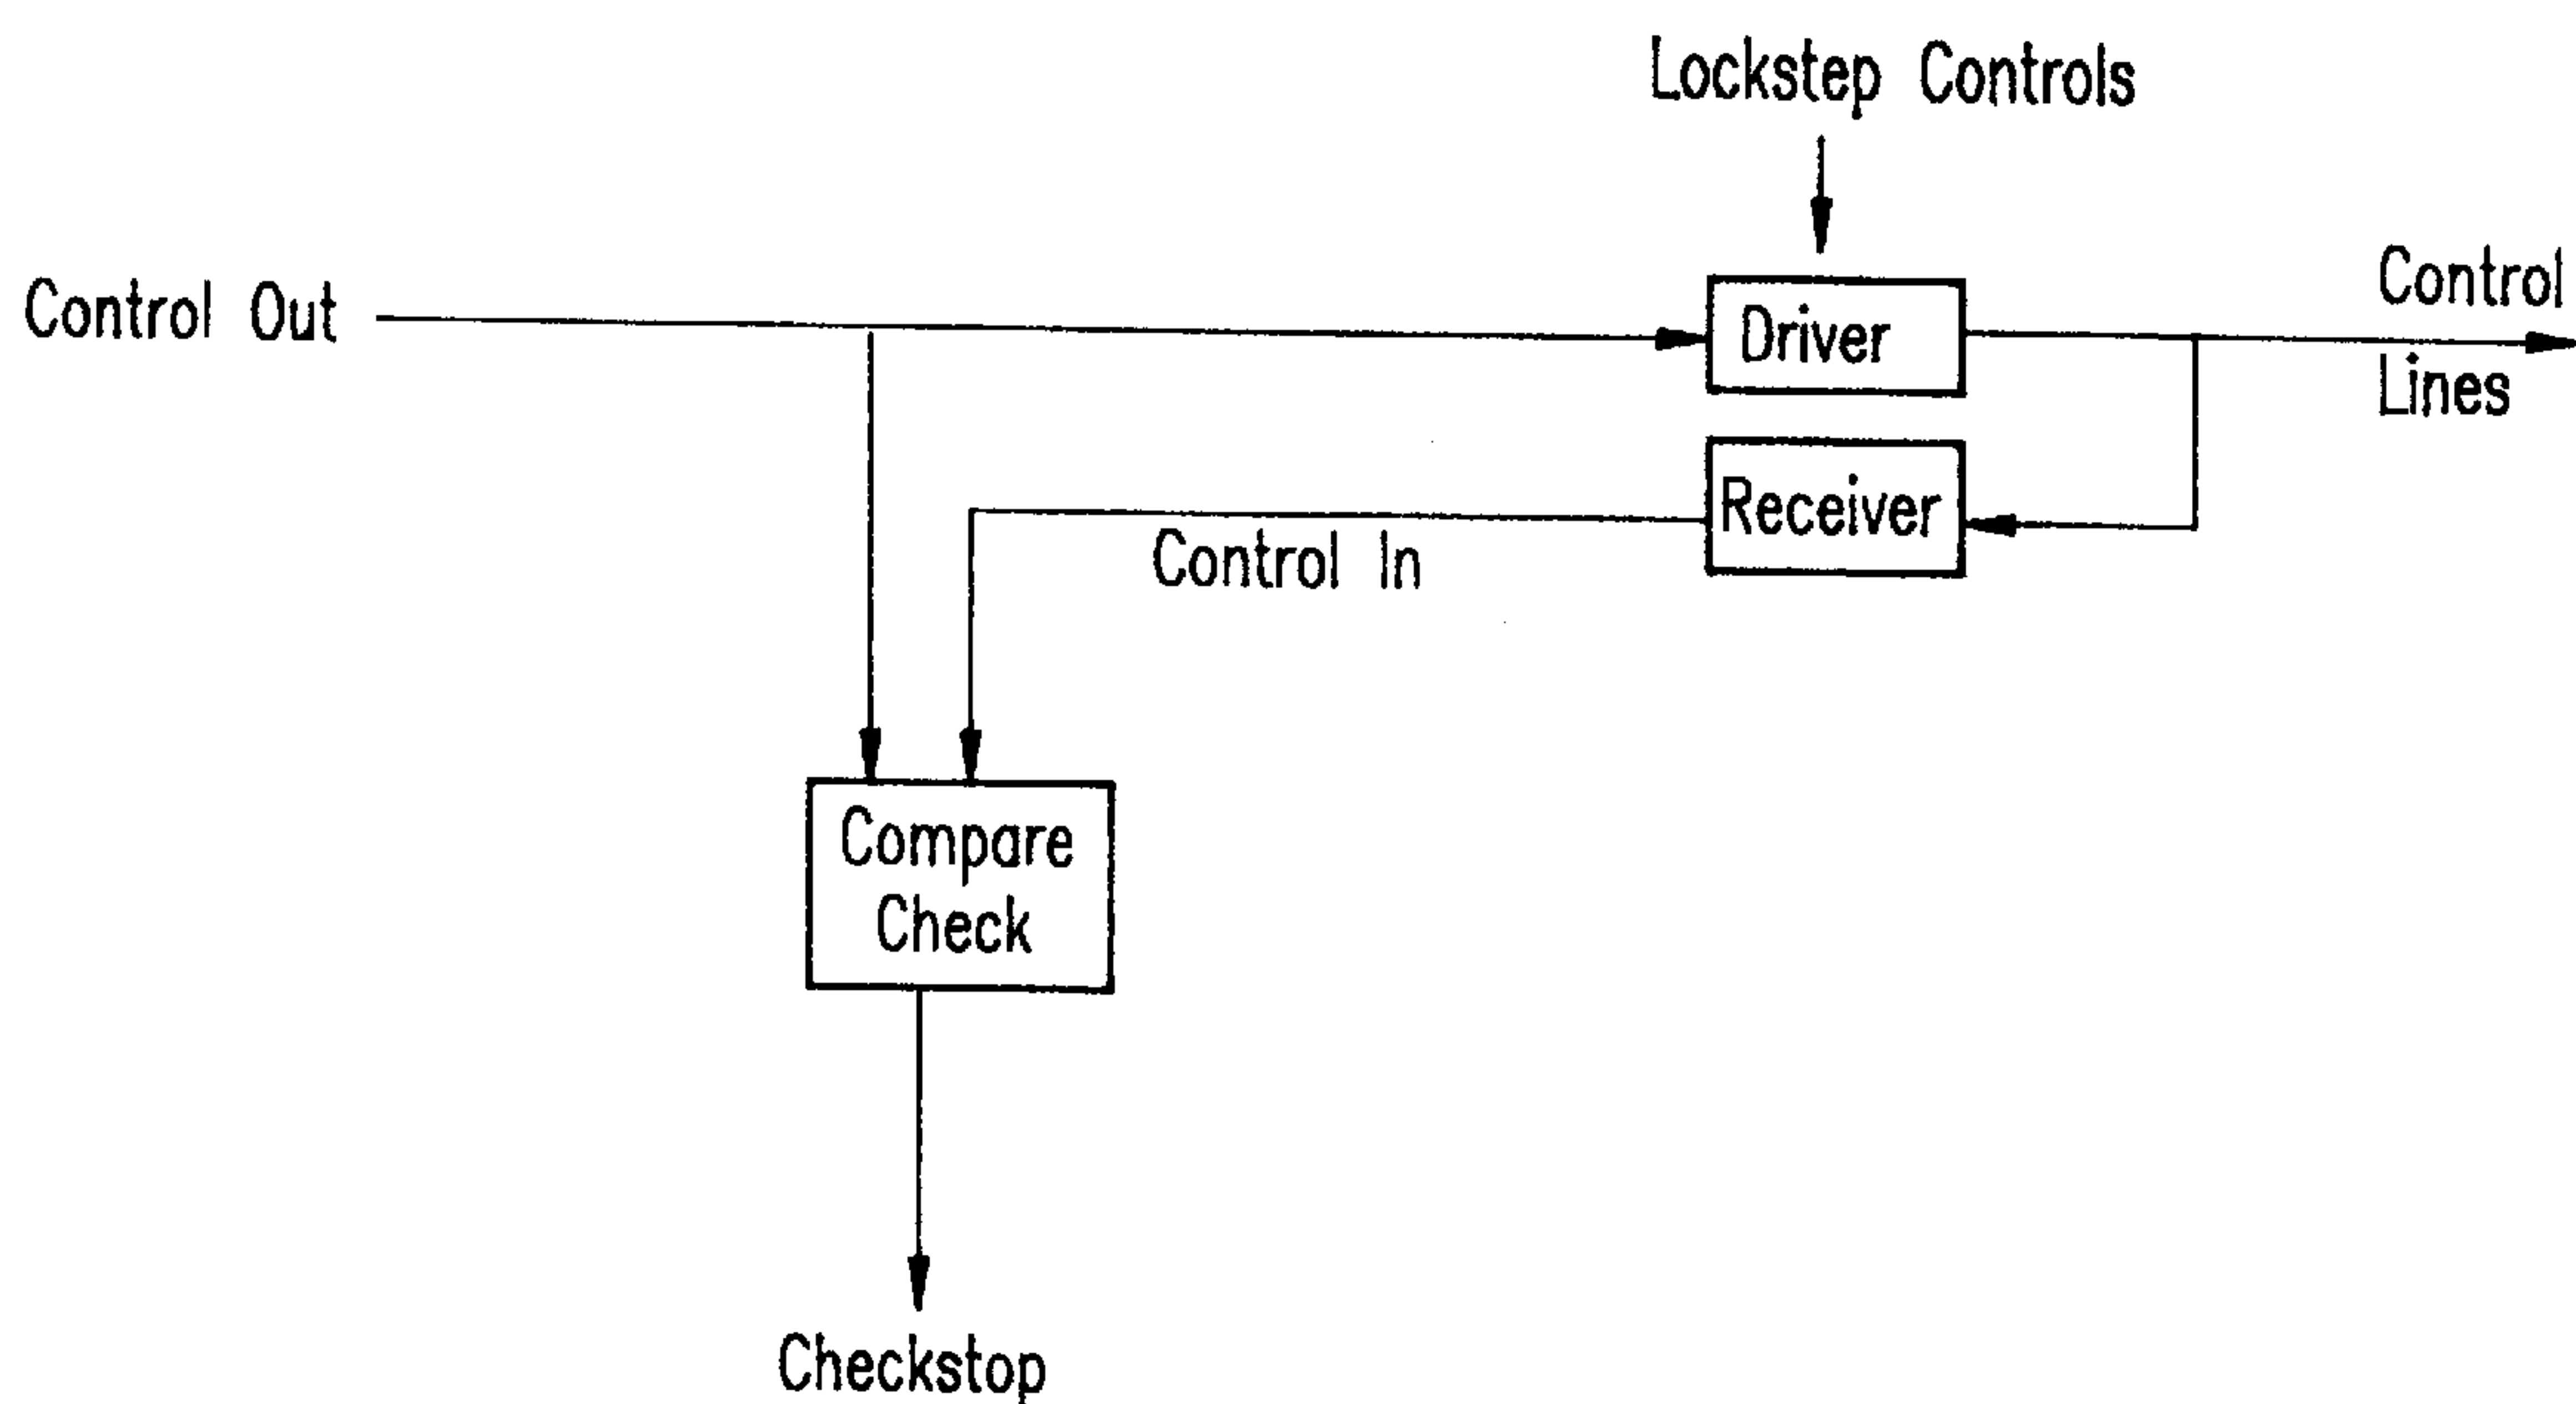 Lockstep Controls
Control Out
Driver
Control
Lines
Receiver
Control In
Compare
Check
Checkstop